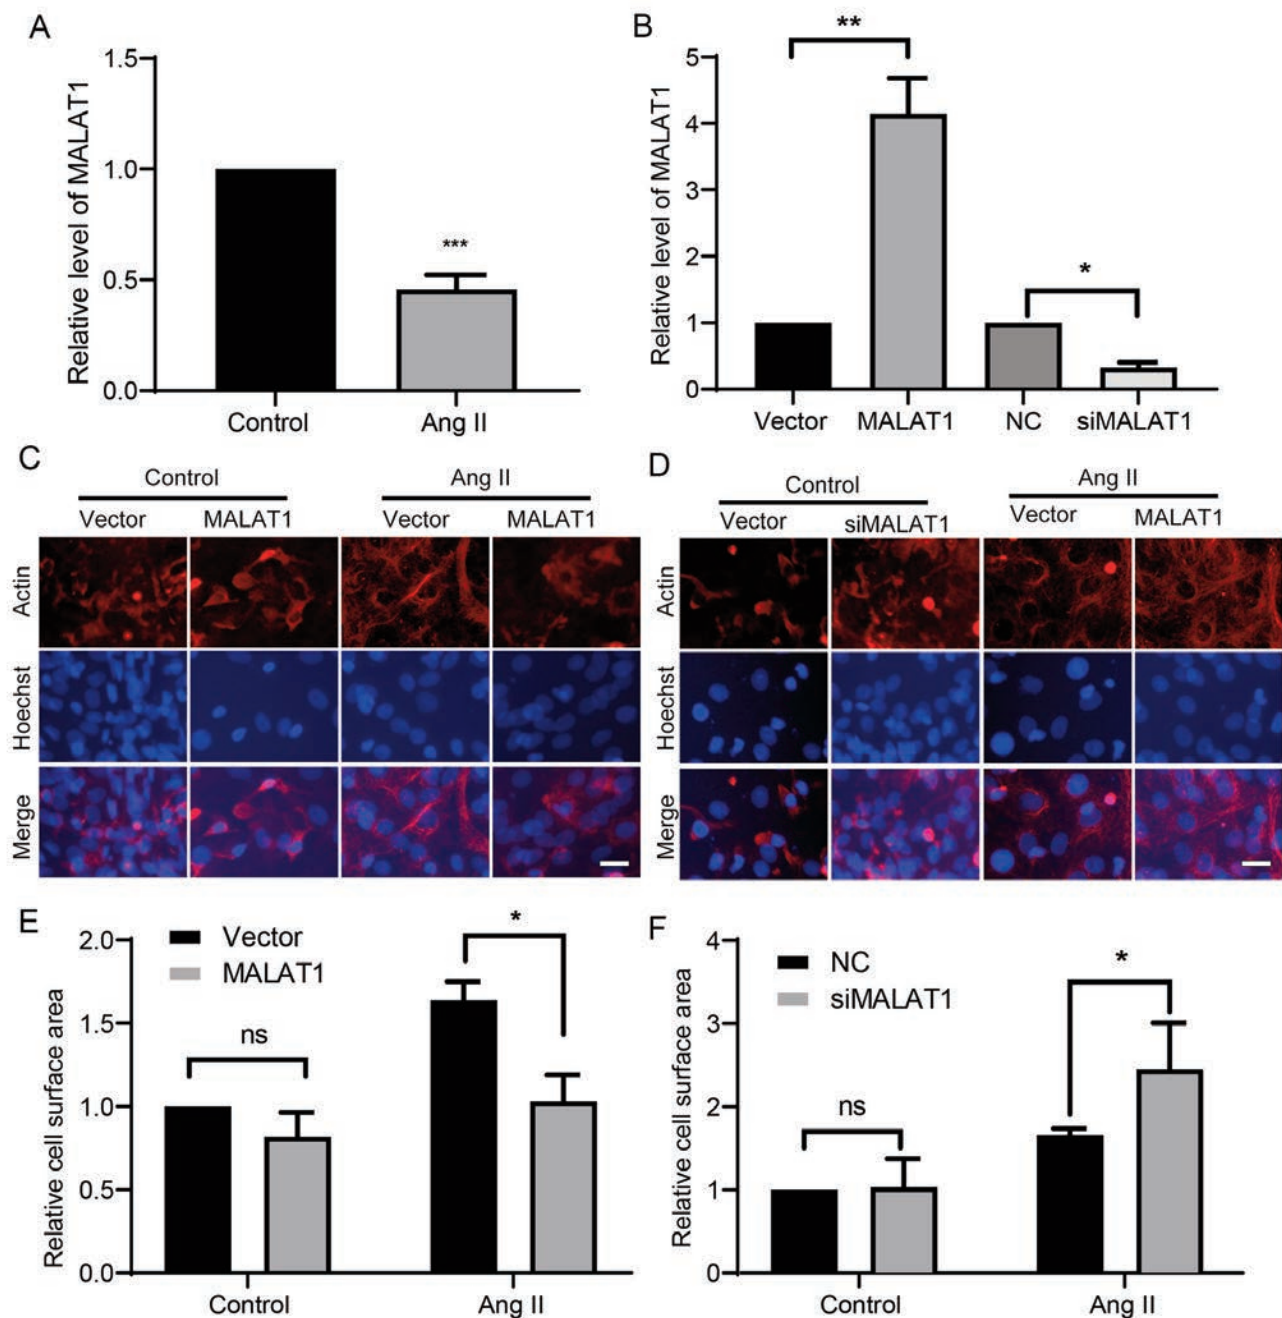 A
Relative level of MALAT1
1.5
1.0
0.5
0.0
***
Control
Ang II
B
Relative level of MALAT1
5
4
3
2
1
0
**
*
Vector
MALAT1
NC
siMALAT1
C
Control
Ang II
Vector
MALAT1
Vector
MALAT1
Actin
Hoechst
Merge
D
Control
Ang II
Vector
siMALAT1
Vector
MALAT1
Actin
Hoechst
Merge
E
Relative cell surface area
2.0
1.5
1.0
0.5
0.0
Vector
MALAT1
ns
*
Control
Ang II
F
Relative cell surface area
4
3
2
1
0
NC
siMALAT1
ns
*
Control
Ang II